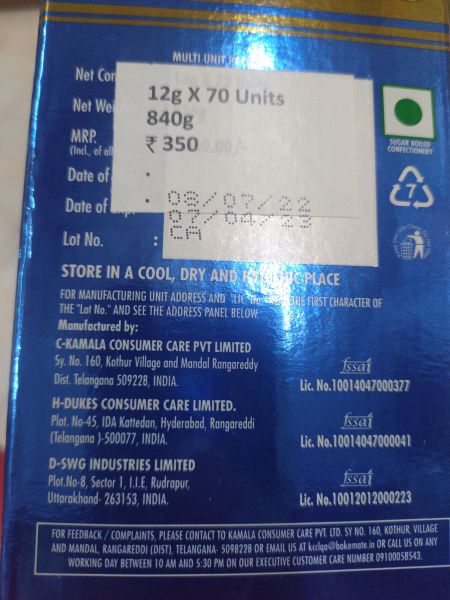 MULTI UNIT
Net Con
12g X 70 Units
Net Wei
840g
MRP.
₹ 350
(Incl., of all
Date of
08/07/22
Date of
07/04/23
Lot No. :
CA
SUGAR BOILED
CONFECTIONERY
7
STORE IN A COOL, DRY AND PLACE
FOR MANUFACTURING UNIT ADDRESS AND "LIC. No." FIRST CHARACTER OF
THE "Lot No." AND SEE THE ADDRESS PANEL BELOW.
Manufactured by:
C-KAMALA CONSUMER CARE PVT LIMITED
Sy. No. 160, Kothur Village and Mandal Rangareddy
Dist. Telangana 509228, INDIA.
fssai
Lic. No.10014047000377
H-DUKES CONSUMER CARE LIMITED.
Plot. No-45, IDA Kattedan, Hyderabad, Rangareddi
(Telangana )-500077, INDIA.
fssai
Lic. No.10014047000041
D-SWG INDUSTRIES LIMITED
Plot.No-8, Sector 1, I.I.E, Rudrapur,
Uttarakhand- 263153, INDIA.
fssai
Lic. No.10012012000223
FOR FEEDBACK / COMPLAINTS, PLEASE CONTACT TO KAMALA CONSUMER CARE PVT. LTD. SY NO. 160, KOTHUR, VILLAGE
AND MANDAL, RANGAREDDI (DIST), TELANGANA- 5098228 OR EMAIL US AT kcclqa@bakemate.in OR CALL US ON ANY
WORKING DAY BETWEEN 10 AM AND 5:30 PM ON OUR EXECUTIVE CUSTOMER CARE NUMBER 09100058543.